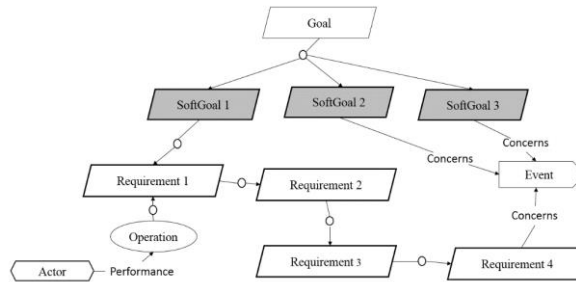 Goal
SoftGoal 1
SoftGoal 2
SoftGoal 3
Concerns
Concerns
Event
Requirement 1
Requirement 2
Concerns
Operation
Requirement 3
Requirement 4
Actor
Performance